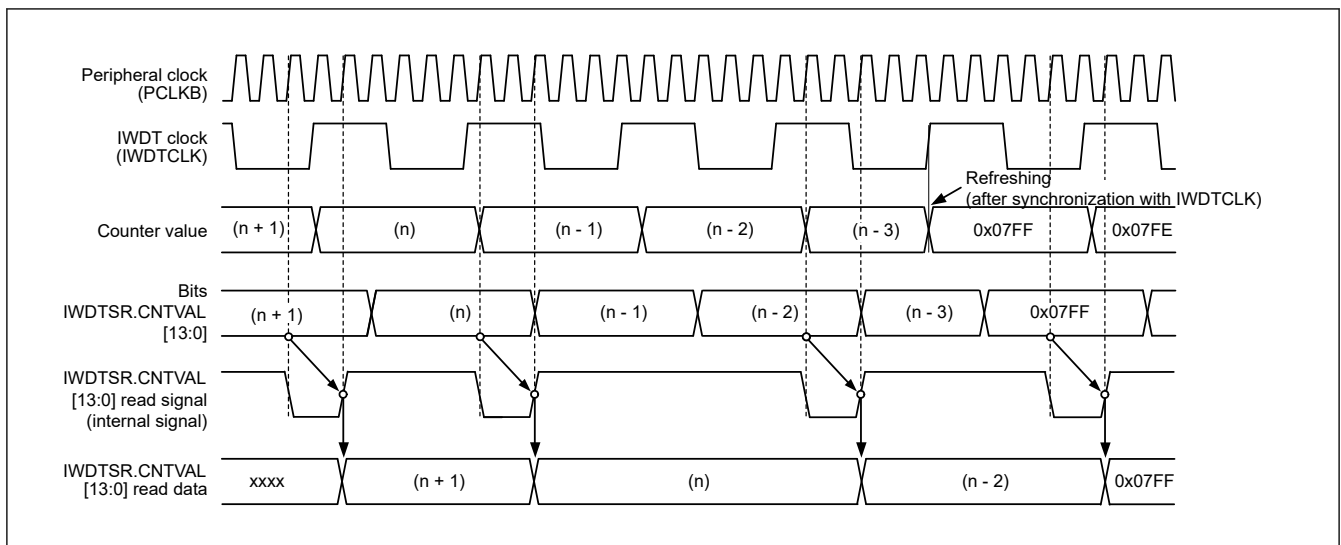 Peripheral clock
(PCLKB)
IWDT clock
(IWDTCLK)
Refreshing
(after synchronization with IWDTCLK)
Counter value (n + 1) (n) (n - 1) (n - 2) (n - 3) 0x07FF 0x07FE
Bits
IWDTSR.CNTVAL
[13:0]
(n + 1) (n) (n - 1) (n - 2) (n - 3) 0x07FF
IWDTSR.CNTVAL
[13:0] read signal
(internal signal)
IWDTSR.CNTVAL
[13:0] read data
xxxx (n + 1) (n) (n - 2) 0x07FF